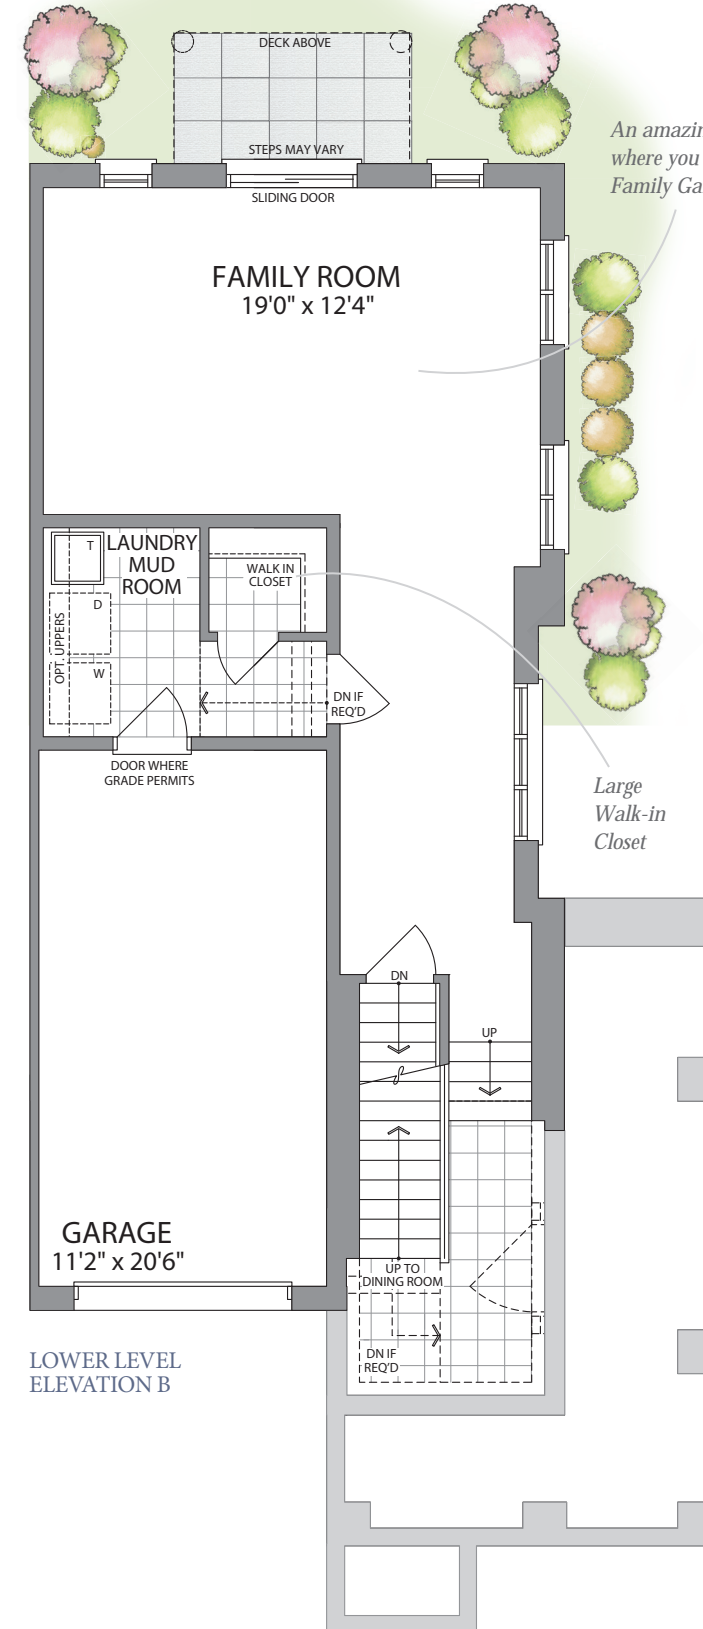 DECK ABOVE
An amazin
where you
Family Ga
STEPS MAY VARY
SLIDING DOOR
FAMILY ROOM
19'0" x 12'4"
T
LAUNDRY
MUD
ROOM
WALK IN
CLOSET
D
OPT. UPPERS
W
DN IF
REQ'D
DOOR WHERE
GRADE PERMITS
Large
Walk-in
Closet
DN
UP
GARAGE
11'2" x 20'6"
UP TO
DINING ROOM
DN IF
REQ'D
LOWER LEVEL
ELEVATION B